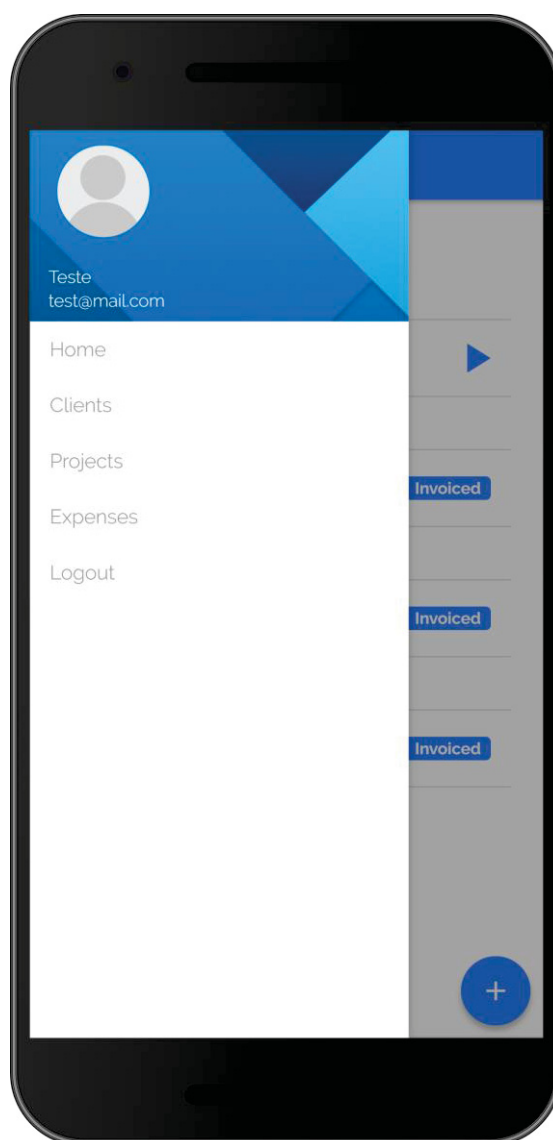 Teste
test@mail.com
Home
Clients
Projects
Expenses
Logout
Invoiced
Invoiced
Invoiced
+